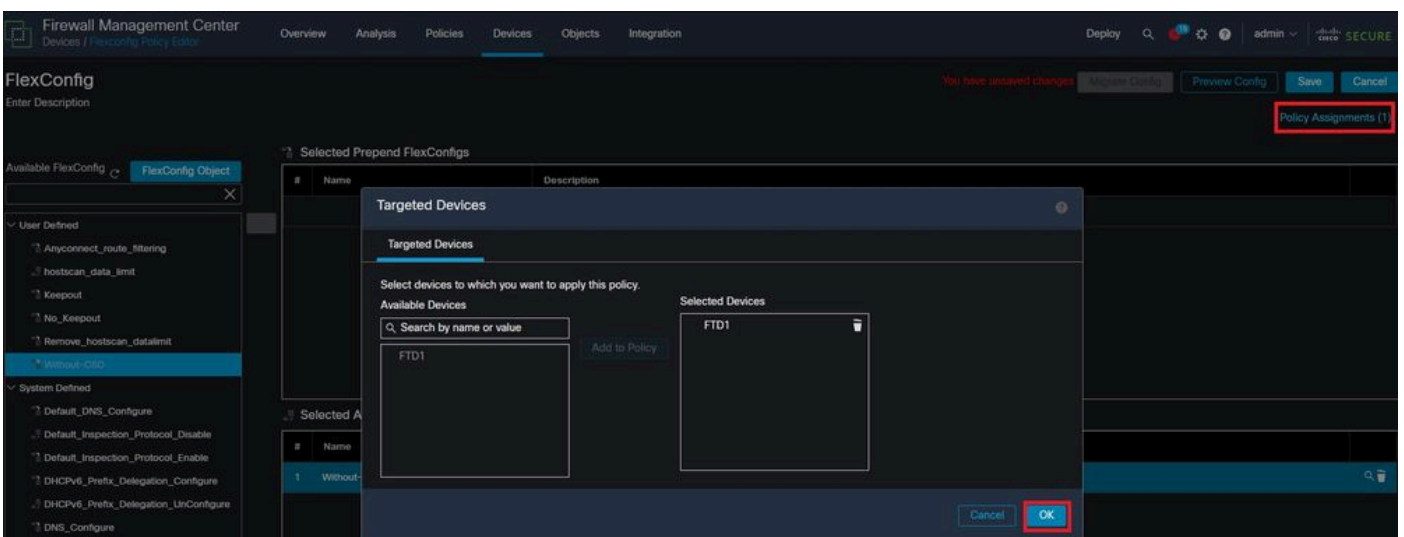 Firewall Management Center
Devices / Flexconfig Policy Editor
Overview
Analysis
Policies
Devices
Objects
Integration
Deploy
admin
cisco SECURE
FlexConfig
Enter Description
You have unsaved changes
Migrate Config
Preview Config
Save
Cancel
Policy Assignments (1)
Available FlexConfig
FlexConfig Object
User Defined
Anyconnect_route_filtering
hostscan_data_limit
Keepout
No_Keepout
Remove_hostscan_datalimit
Without-CSD
System Defined
Default_DNS_Configure
Default_Inspection_Protocol_Disable
Default_Inspection_Protocol_Enable
DHCPv6_Prefix_Delegation_Configure
DHCPv6_Prefix_Delegation_UnConfigure
DNS_Configure
Selected Prepend FlexConfigs
# Name Description
Targeted Devices
Targeted Devices
Select devices to which you want to apply this policy.
Available Devices
Search by name or value
FTD1
Add to Policy
Selected Devices
FTD1
Cancel
OK
Selected A
# Name
1 Without-